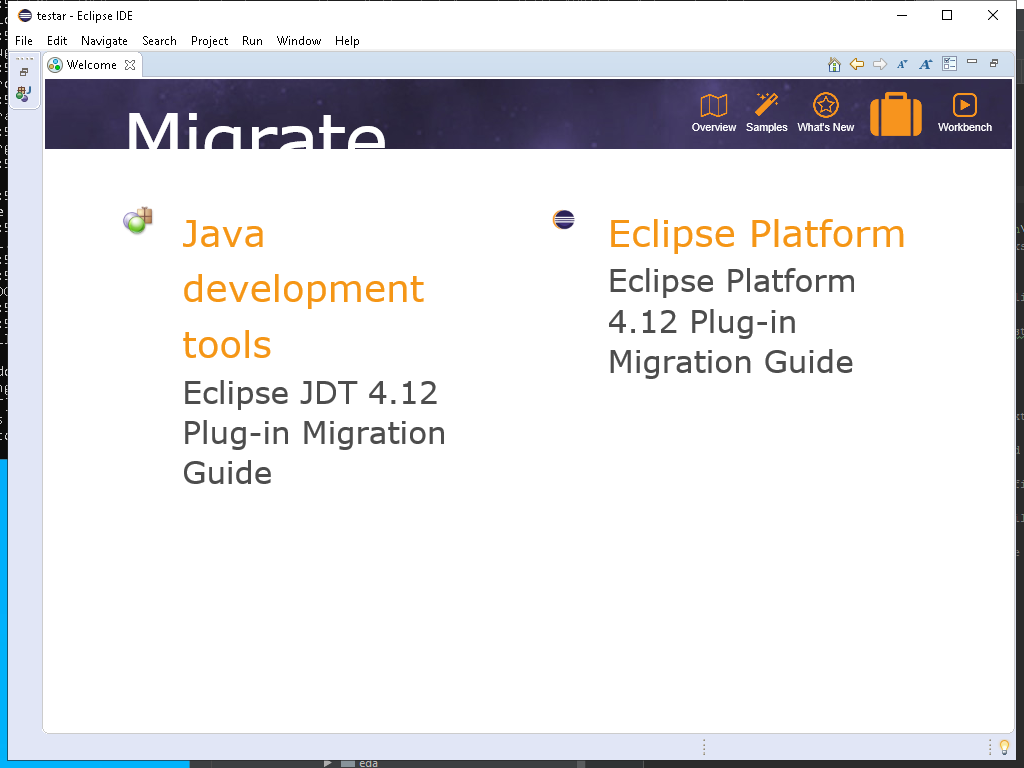 testar - Eclipse IDE
File Edit Navigate Search Project Run Window Help
Welcome
Migrate
Overview Samples What's New Workbench
Java
development
tools
Eclipse JDT 4.12
Plug-in Migration
Guide
Eclipse Platform
Eclipse Platform
4.12 Plug-in
Migration Guide
eda